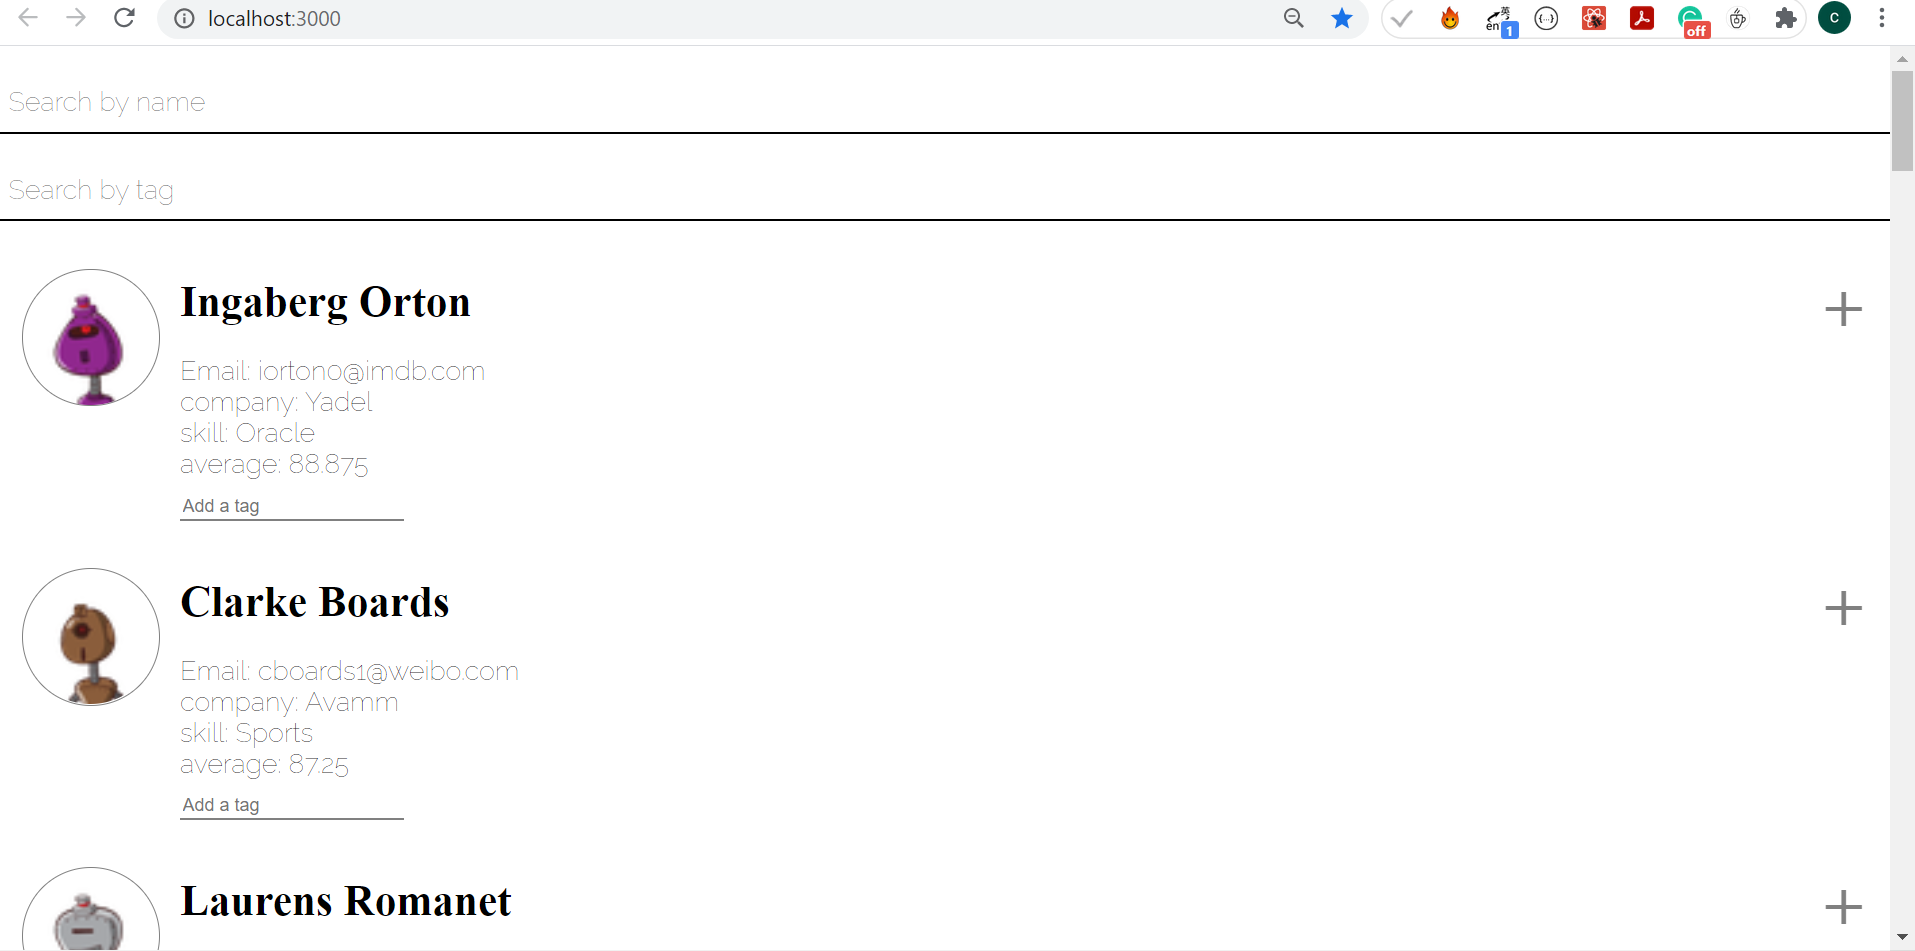 localhost:3000
英
en
1
off
C
Search by name
Search by tag
Ingaberg Orton
Email: iorton0@imdb.com
company: Yadel
skill: Oracle
average: 88.875
Add a tag
Clarke Boards
Email: cboards1@weibo.com
company: Avamm
skill: Sports
average: 87.25
Add a tag
Laurens Romanet